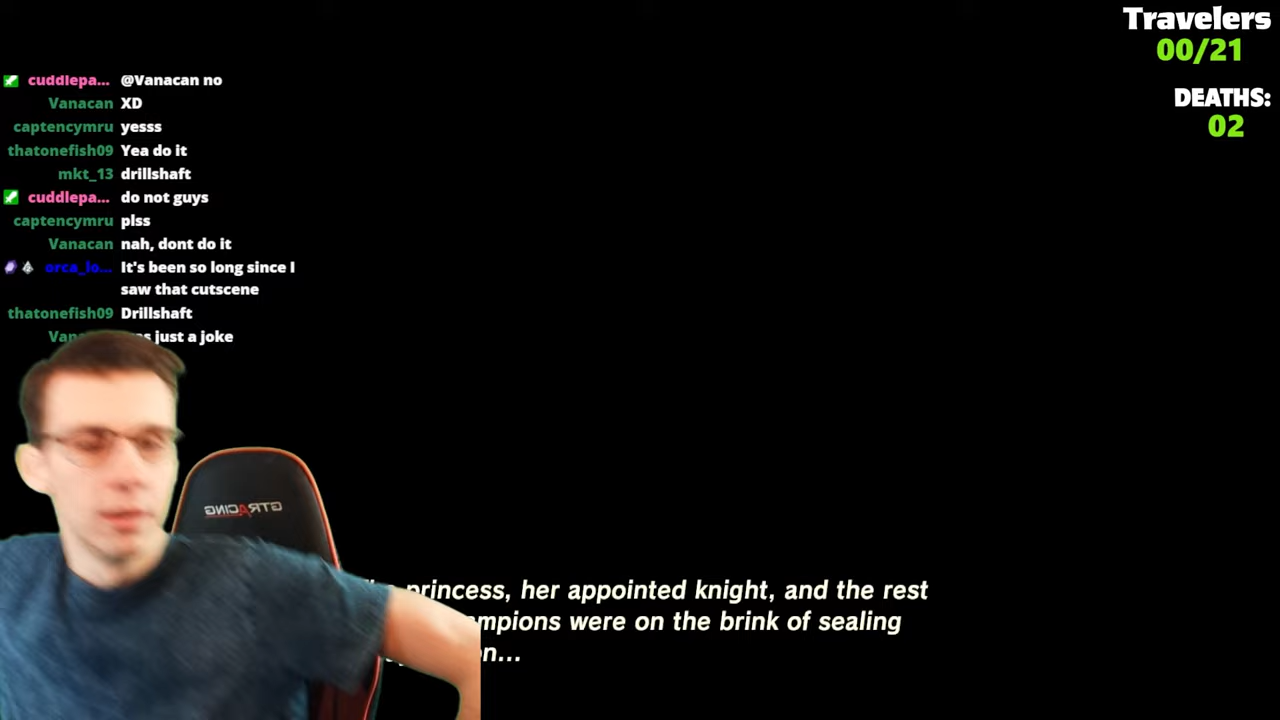 Travelers
00/21
DEATHS:
02
cuddlepa... @Vanacan no
Vanacan XD
captencymru yesss
thatonefish09 Yea do it
mkt_13 drillshaft
cuddlepa... do not guys
captencymru plss
Vanacan nah, dont do it
orca_lo... It's been so long since I
saw that cutscene
thatonefish09 Drillshaft
just a joke
GTRACING
princess, her appointed knight, and the rest
were on the brink of sealing